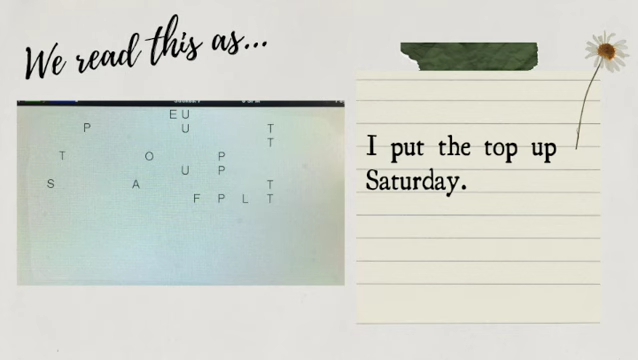 We read this as...
EU
P U T
T
T O P
U P
S A T
F P L T
I put the top up
Saturday.